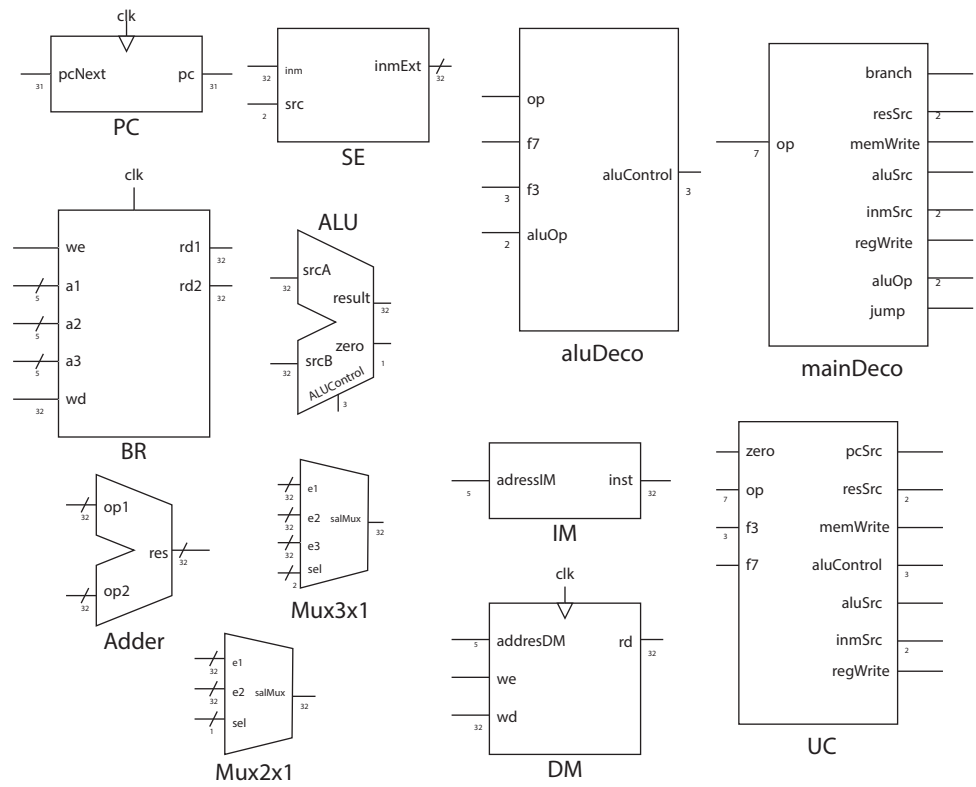 clk
pcNext
pc
31
31
PC
inm
inmExt
32
32
src
2
SE
op
f7
f3
3
aluOp
2
aluControl
3
aluDeco
op
7
branch
resSrc
2
memWrite
aluSrc
inmSrc
2
regWrite
aluOp
2
jump
mainDeco
clk
we
rd1
32
a1
rd2
5
32
a2
5
a3
5
wd
32
BR
ALU
srcA
32
result
32
zero
1
srcB
32
ALUControl
3
op1
32
res
32
op2
32
Adder
e1
32
e2
salMux
32
32
e3
32
sel
2
Mux3x1
e1
32
e2
salMux
32
32
sel
1
Mux2x1
adressIM
inst
5
32
IM
clk
addresDM
rd
5
32
we
wd
32
DM
zero
pcSrc
op
resSrc
7
2
f3
memWrite
3
f7
aluControl
3
aluSrc
inmSrc
2
regWrite
UC